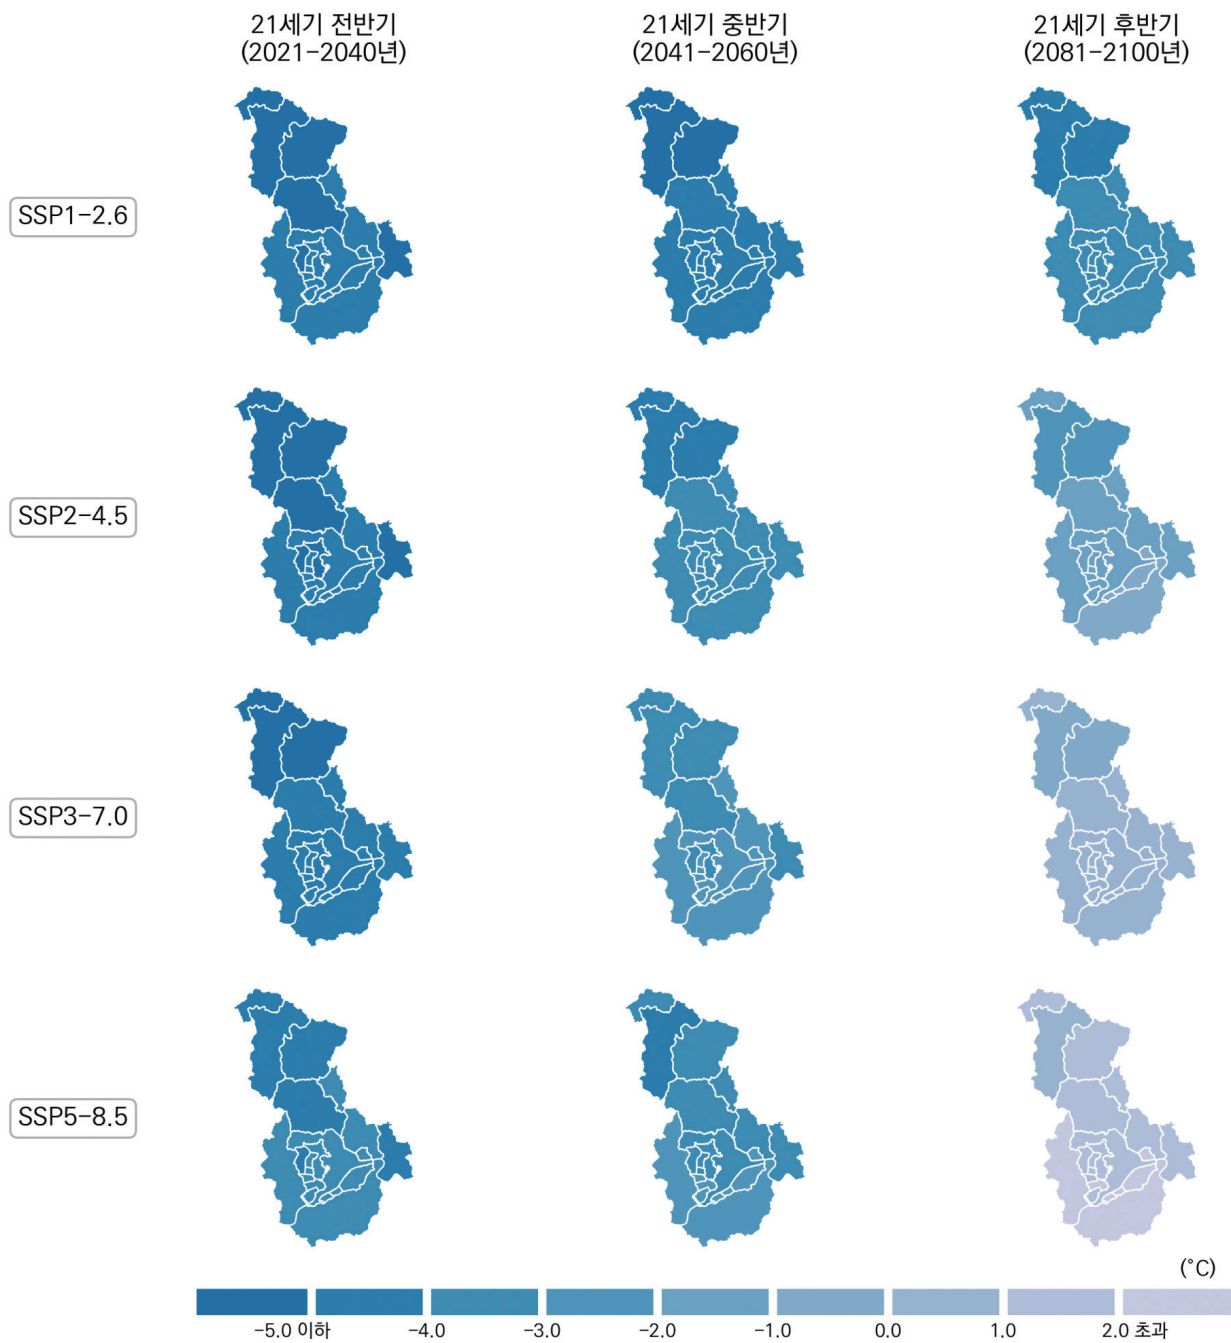 21세기 전반기
(2021-2040년)
21세기 중반기
(2041-2060년)
21세기 후반기
(2081-2100년)
SSP1-2.6
SSP2-4.5
SSP3-7.0
SSP5-8.5
(°C)
-5.0 이하 -4.0 -3.0 -2.0 -1.0 0.0 1.0 2.0 초과